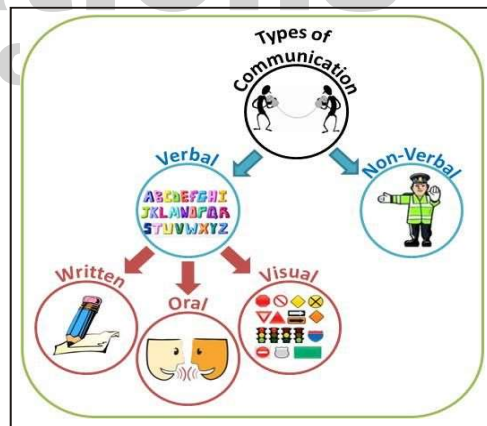 Types of
Communication
Verbal
Non-Verbal
ABCDEFGHI
JKLMNOPQR
STUVWXYZ
Written
Oral
Visual